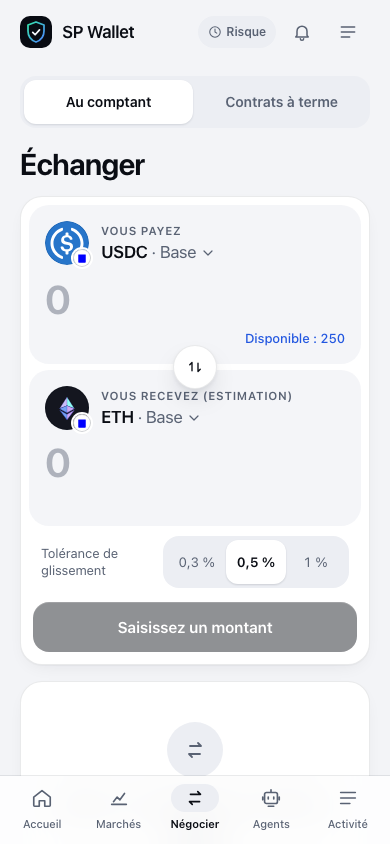 SP Wallet
Risque
Au comptant
Contrats à terme
Échanger
VOUS PAYEZ
USDC · Base
0
Disponible : 250
VOUS RECEVEZ (ESTIMATION)
ETH · Base
0
Tolérance de
glissement
0,3 %
0,5 %
1 %
Saisissez un montant
Accueil
Marchés
Négocier
Agents
Activité